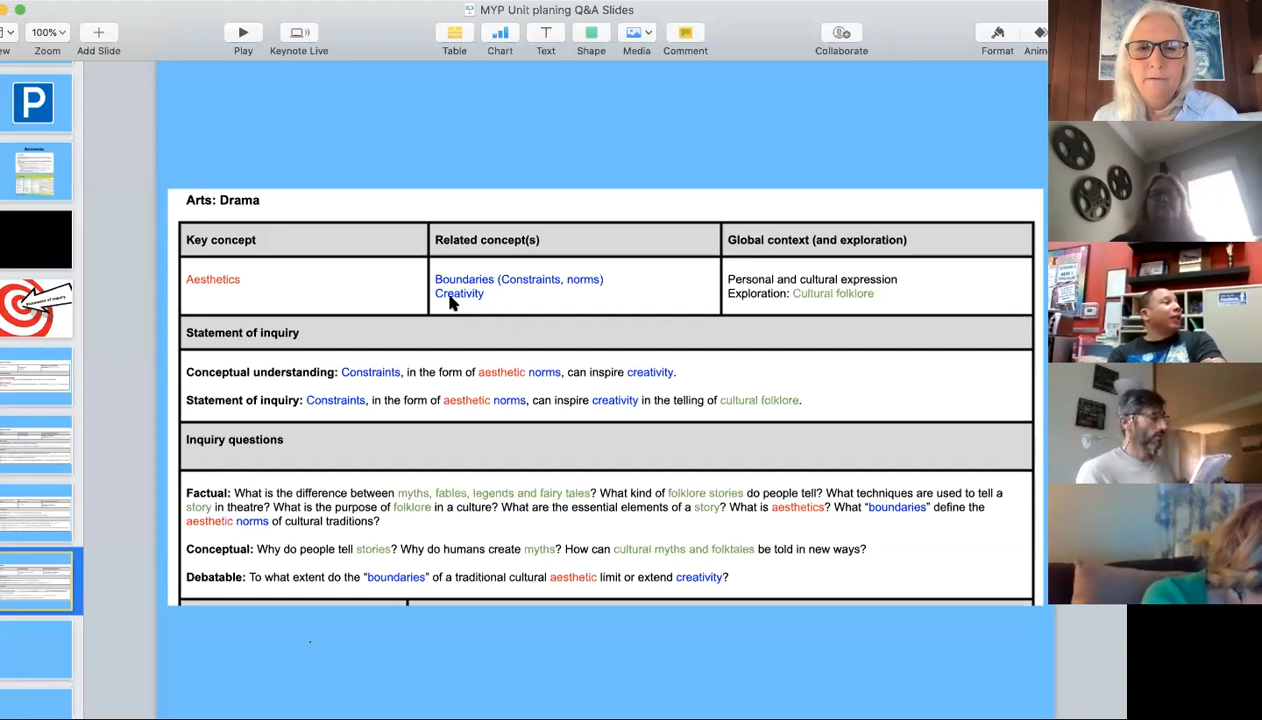 MYP Unit planing Q&A Slides
100%
Zoom
Add Slide
Play
Keynote Live
Table
Chart
Text
Shape
Media
Comment
Collaborate
Format
Anim
P
Arts: Drama
Key concept
Related concept(s)
Global context (and exploration)
Aesthetics
Boundaries (Constraints, norms)
Creativity
Personal and cultural expression
Exploration: Cultural folklore
Statement of inquiry
Conceptual understanding: Constraints, in the form of aesthetic norms, can inspire creativity.
Statement of inquiry: Constraints, in the form of aesthetic norms, can inspire creativity in the telling of cultural folklore.
Inquiry questions
Factual: What is the difference between myths, fables, legends and fairy tales? What kind of folklore stories do people tell? What techniques are used to tell a
story in theatre? What is the purpose of folklore in a culture? What are the essential elements of a story? What is aesthetics? What “boundaries” define the
aesthetic norms of cultural traditions?
Conceptual: Why do people tell stories? Why do humans create myths? How can cultural myths and folktales be told in new ways?
Debatable: To what extent do the “boundaries” of a traditional cultural aesthetic limit or extend creativity?